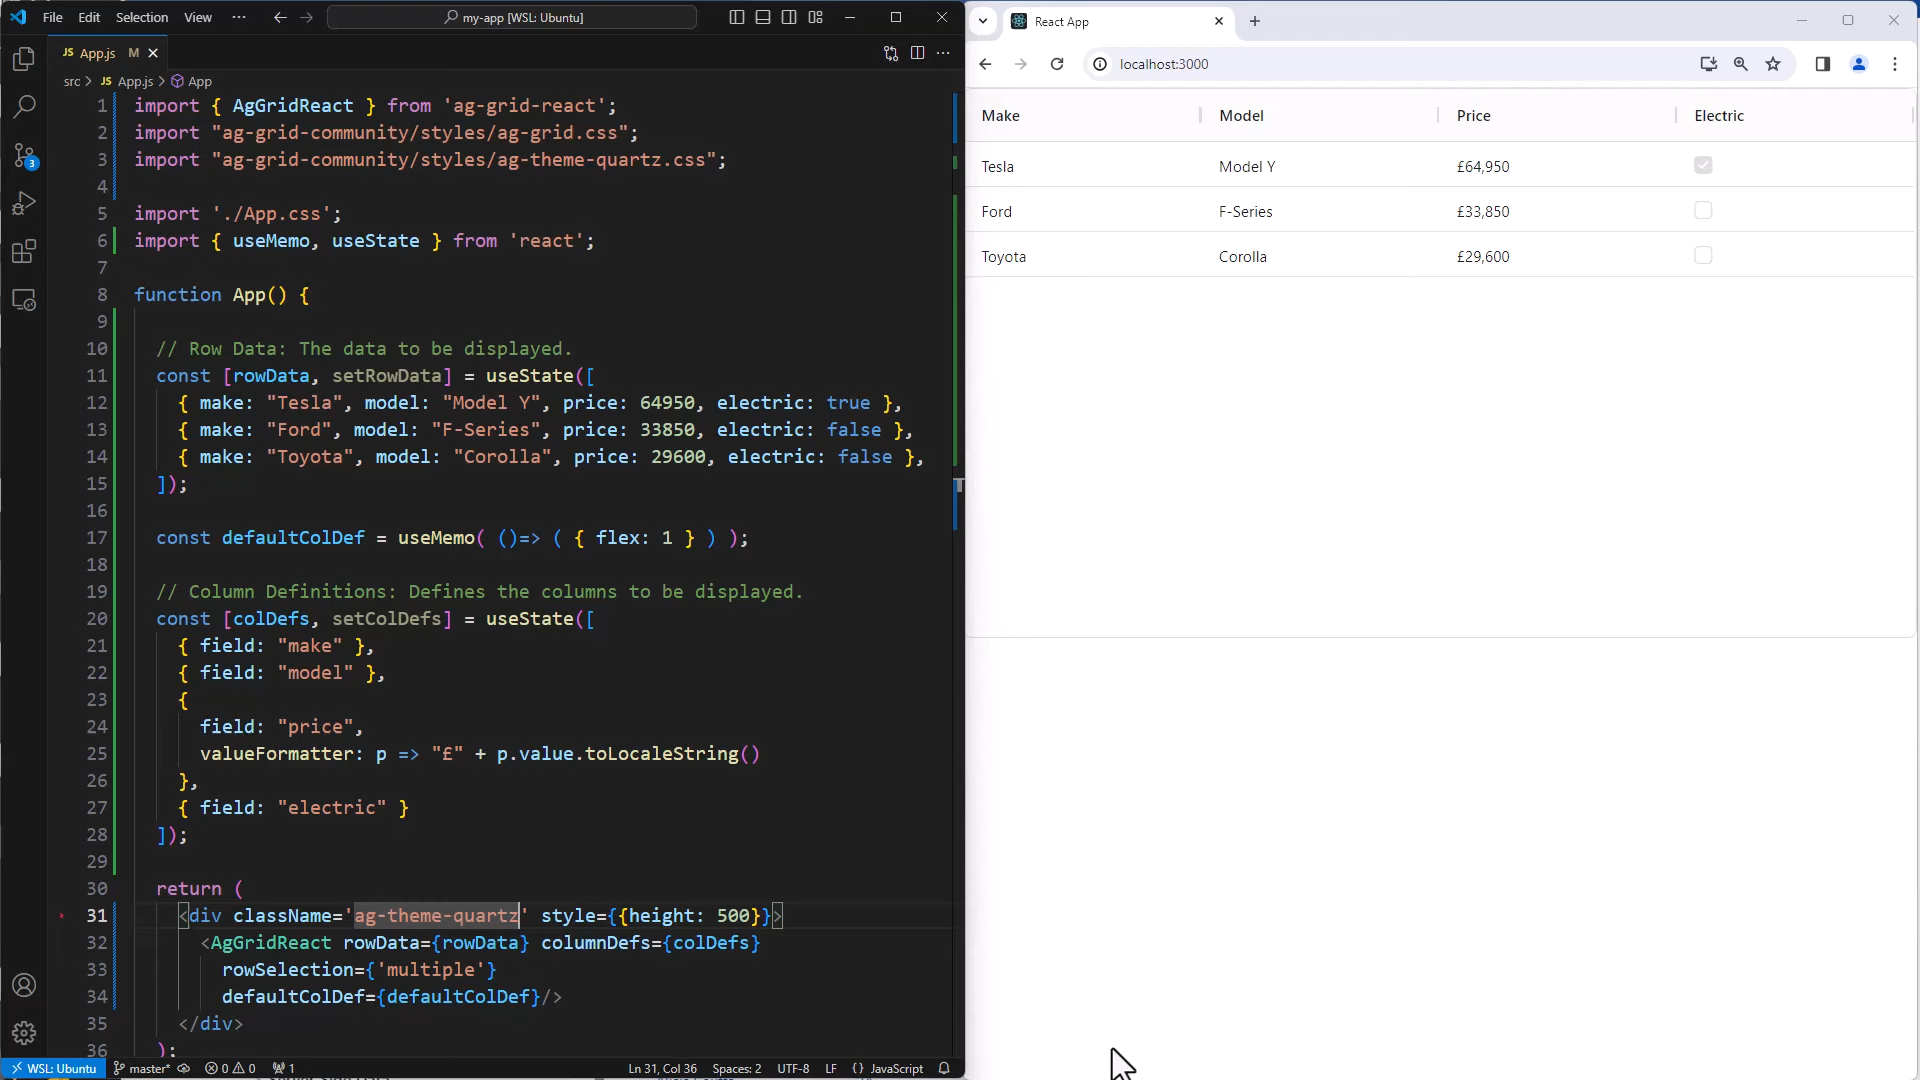 File Edit Selection View ··· my-app [WSL: Ubuntu]
JS App.js M
src > JS App.js > App
1 import { AgGridReact } from 'ag-grid-react';
2 import "ag-grid-community/styles/ag-grid.css";
3 import "ag-grid-community/styles/ag-theme-quartz.css";
4
5 import './App.css';
6 import { useMemo, useState } from 'react';
7
8 function App() {
9
10 // Row Data: The data to be displayed.
11 const [rowData, setRowData] = useState([
12 { make: "Tesla", model: "Model Y", price: 64950, electric: true },
13 { make: "Ford", model: "F-Series", price: 33850, electric: false },
14 { make: "Toyota", model: "Corolla", price: 29600, electric: false },
15 ]);
16
17 const defaultColDef = useMemo( ()=> ( { flex: 1 } ) );
18
19 // Column Definitions: Defines the columns to be displayed.
20 const [colDefs, setColDefs] = useState([
21 { field: "make" },
22 { field: "model" },
23 {
24 field: "price",
25 valueFormatter: p => "£" + p.value.toLocaleString()
26 },
27 { field: "electric" }
28 ]);
29
30 return (
31 <div className='ag-theme-quartz' style={{height: 500}}>
32 <AgGridReact rowData={rowData} columnDefs={colDefs}
33 rowSelection={'multiple'}
34 defaultColDef={defaultColDef}/>
35 </div>
36 );
3
WSL: Ubuntu master* 0 0 1 Ln 31, Col 36 Spaces: 2 UTF-8 LF {} JavaScript
React App
localhost:3000
Make Model Price Electric
Tesla Model Y £64,950
Ford F-Series £33,850
Toyota Corolla £29,600